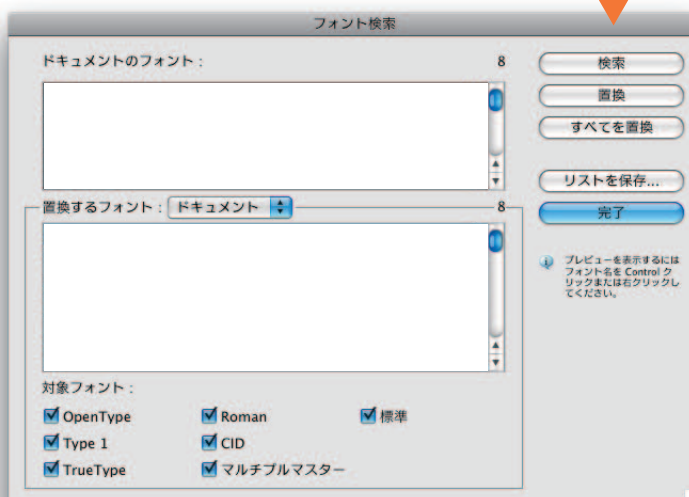 フォント検索
ドキュメントのフォント： 8
検索
置換
すべてを置換
リストを保存...
完了
置換するフォント： ドキュメント 8
プレビューを表示するには
フォント名を Control ク
リックまたは右クリックし
てください。
対象フォント：
OpenType Roman 標準
Type 1 CID
TrueType マルチプルマスター